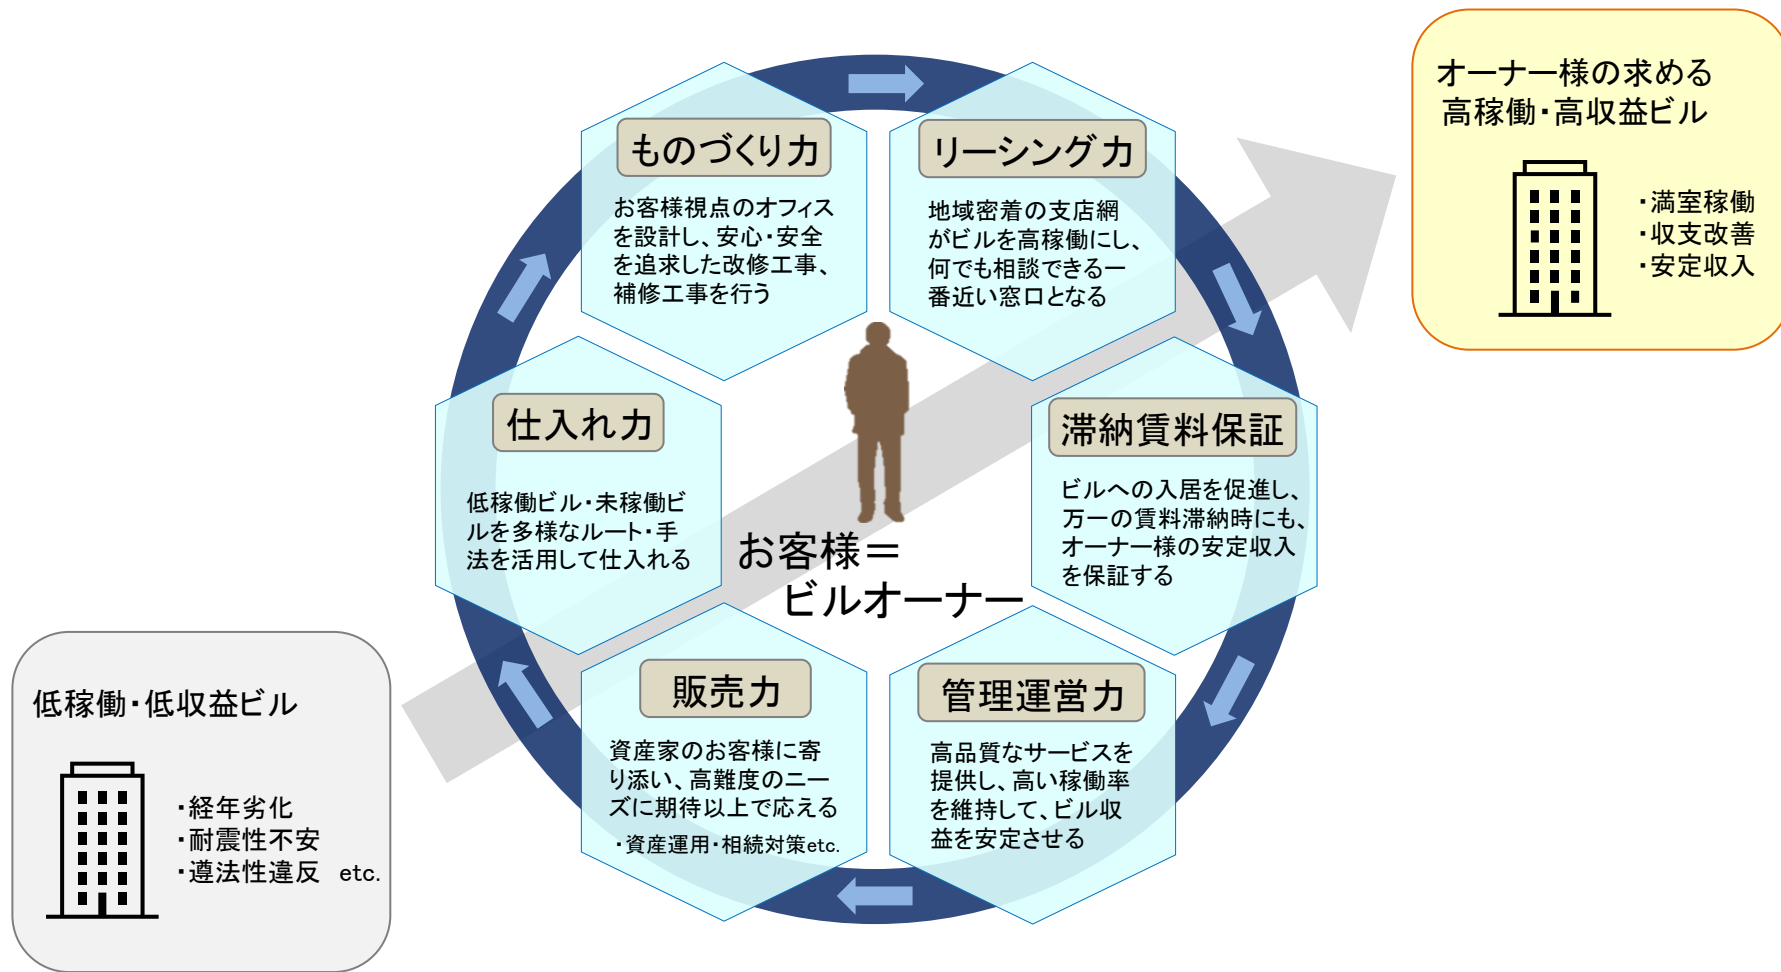 オーナー様の求める
高稼働・高収益ビル
・満室稼働
・収支改善
・安定収入
ものづくり力
お客様視点のオフィス
を設計し、安心・安全
を追求した改修工事、
補修工事を行う
リーシング力
地域密着の支店網
がビルを高稼働にし、
何でも相談できる一
番近い窓口となる
仕入れ力
低稼働ビル・未稼働ビ
ルを多様なルート・手
法を活用して仕入れる
滞納賃料保証
ビルへの入居を促進し、
万一の賃料滞納時にも、
オーナー様の安定収入
を保証する
お客様＝
ビルオーナー
販売力
資産家のお客様に寄
り添い、高難度のニー
ズに期待以上で応える
・資産運用・相続対策etc.
管理運営力
高品質なサービスを
提供し、高い稼働率
を維持して、ビル収
益を安定させる
低稼働・低収益ビル
・経年劣化
・耐震性不安
・遵法性違反　etc.